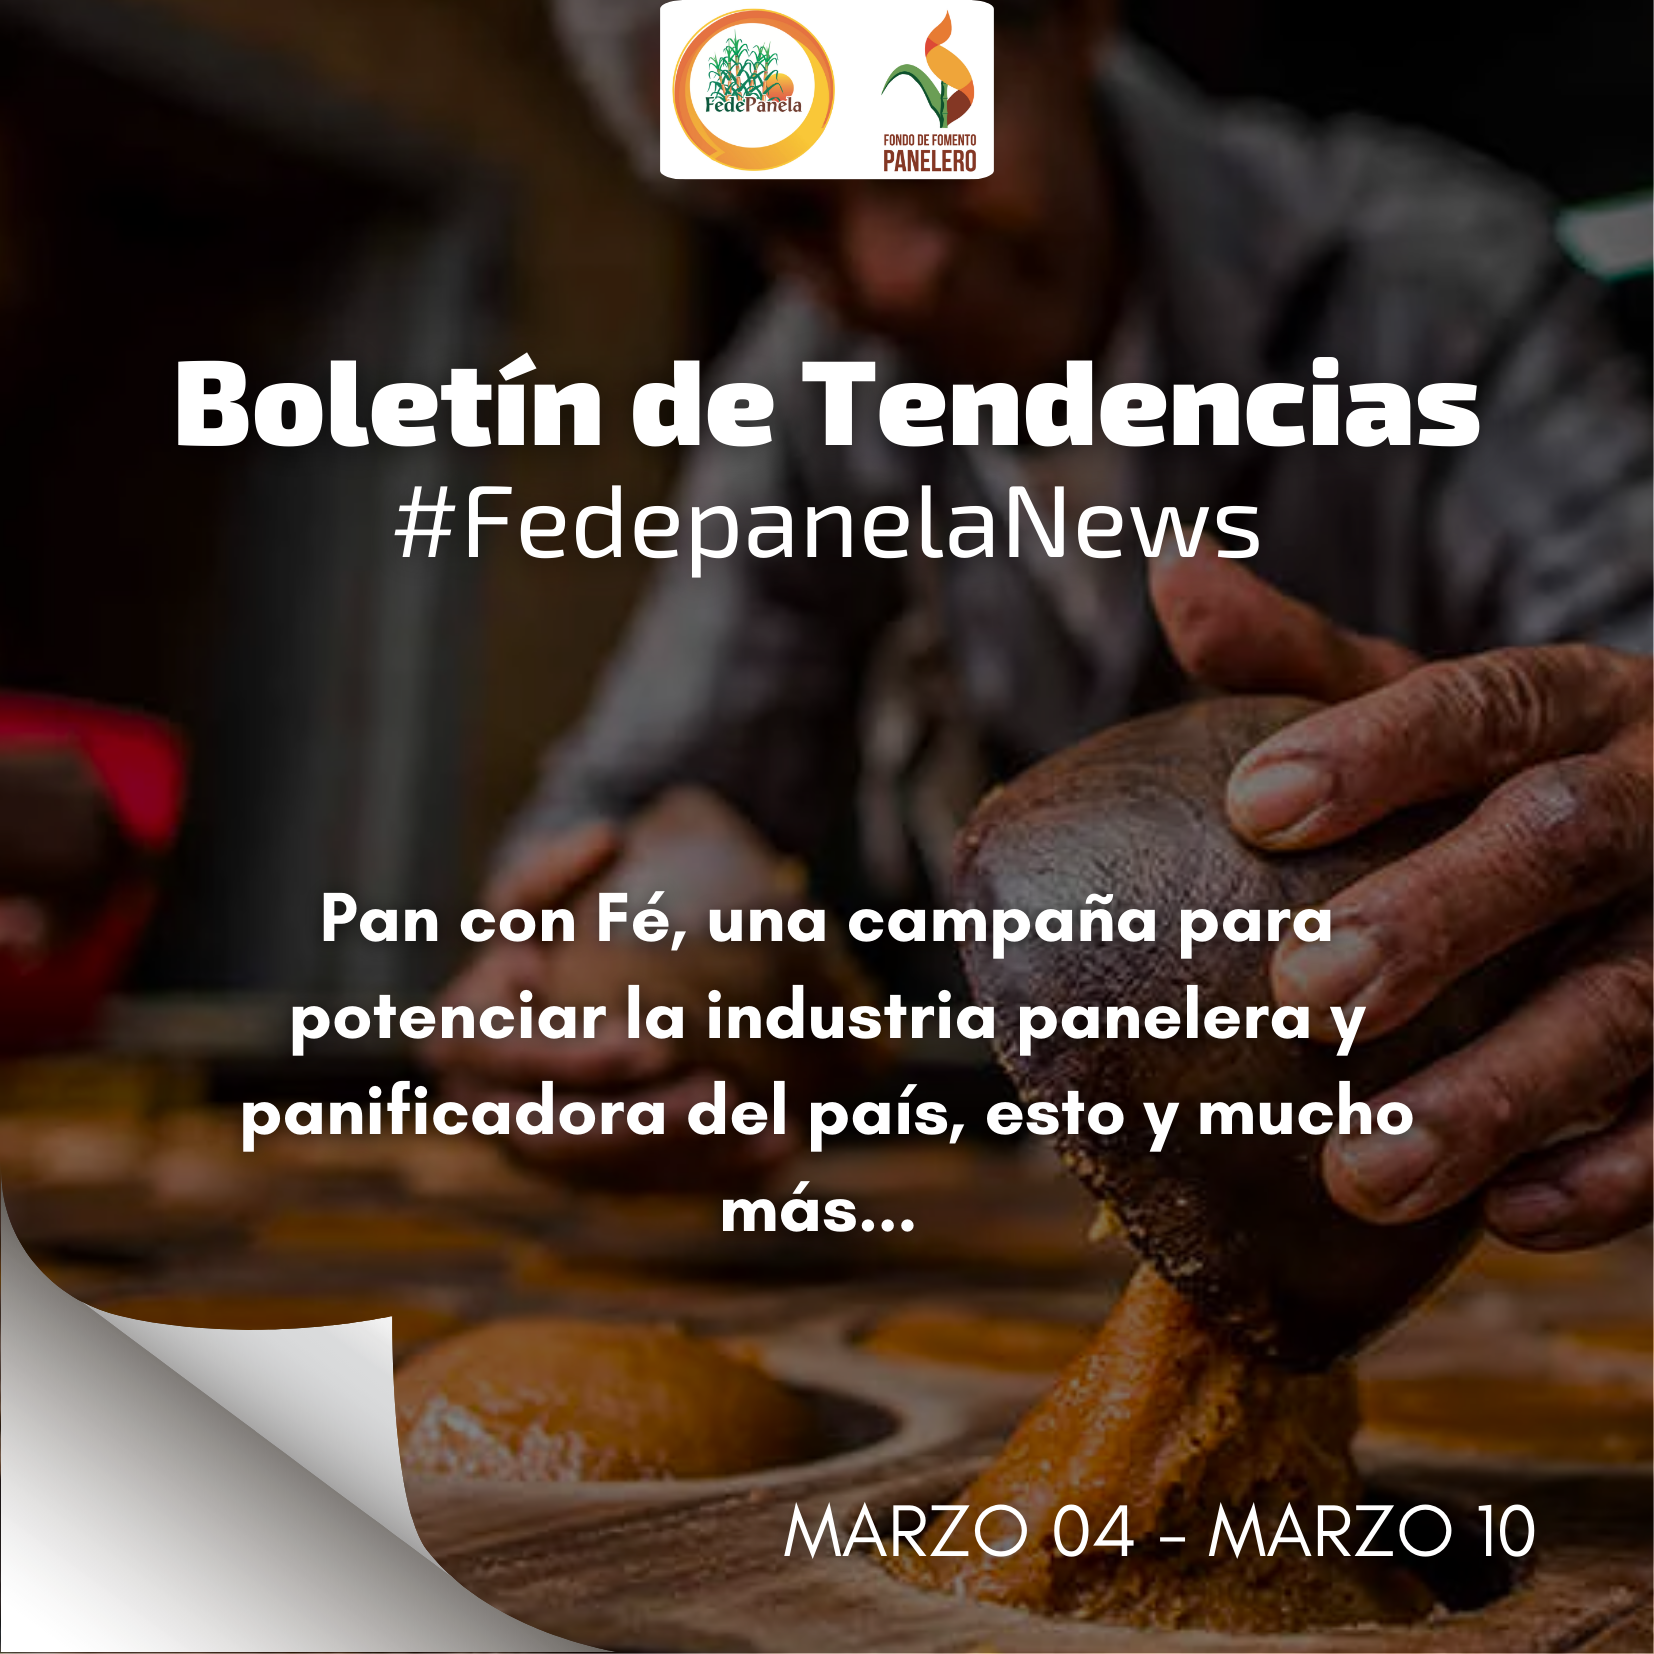 FedePanela
FONDO DE FOMENTO
PANELERO
Boletín de Tendencias
#FedepanelaNews
Pan con Fé, una campaña para
potenciar la industria panelera y
panificadora del país, esto y mucho
más...
MARZO 04 - MARZO 10